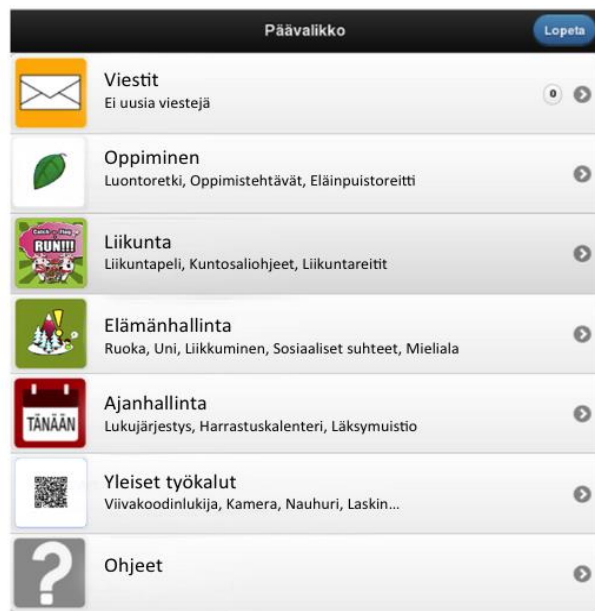 Päävalikko
Lopeta
Viestit
Ei uusia viestejä
0
Oppiminen
Luontoretki, Oppimistehtävät, Eläinpuistoreitti
RUN!!!
Liikunta
Liikuntapeli, Kuntosaliohjeet, Liikuntareitit
Elämänhallinta
Ruoka, Uni, Liikkuminen, Sosiaaliset suhteet, Mieliala
TÄNÄÄN
Ajanhallinta
Lukujärjestys, Harrastuskalenteri, Läksymuistio
Yleiset työkalut
Viivakoodinlukija, Kamera, Nauhuri, Laskin...
?
Ohjeet